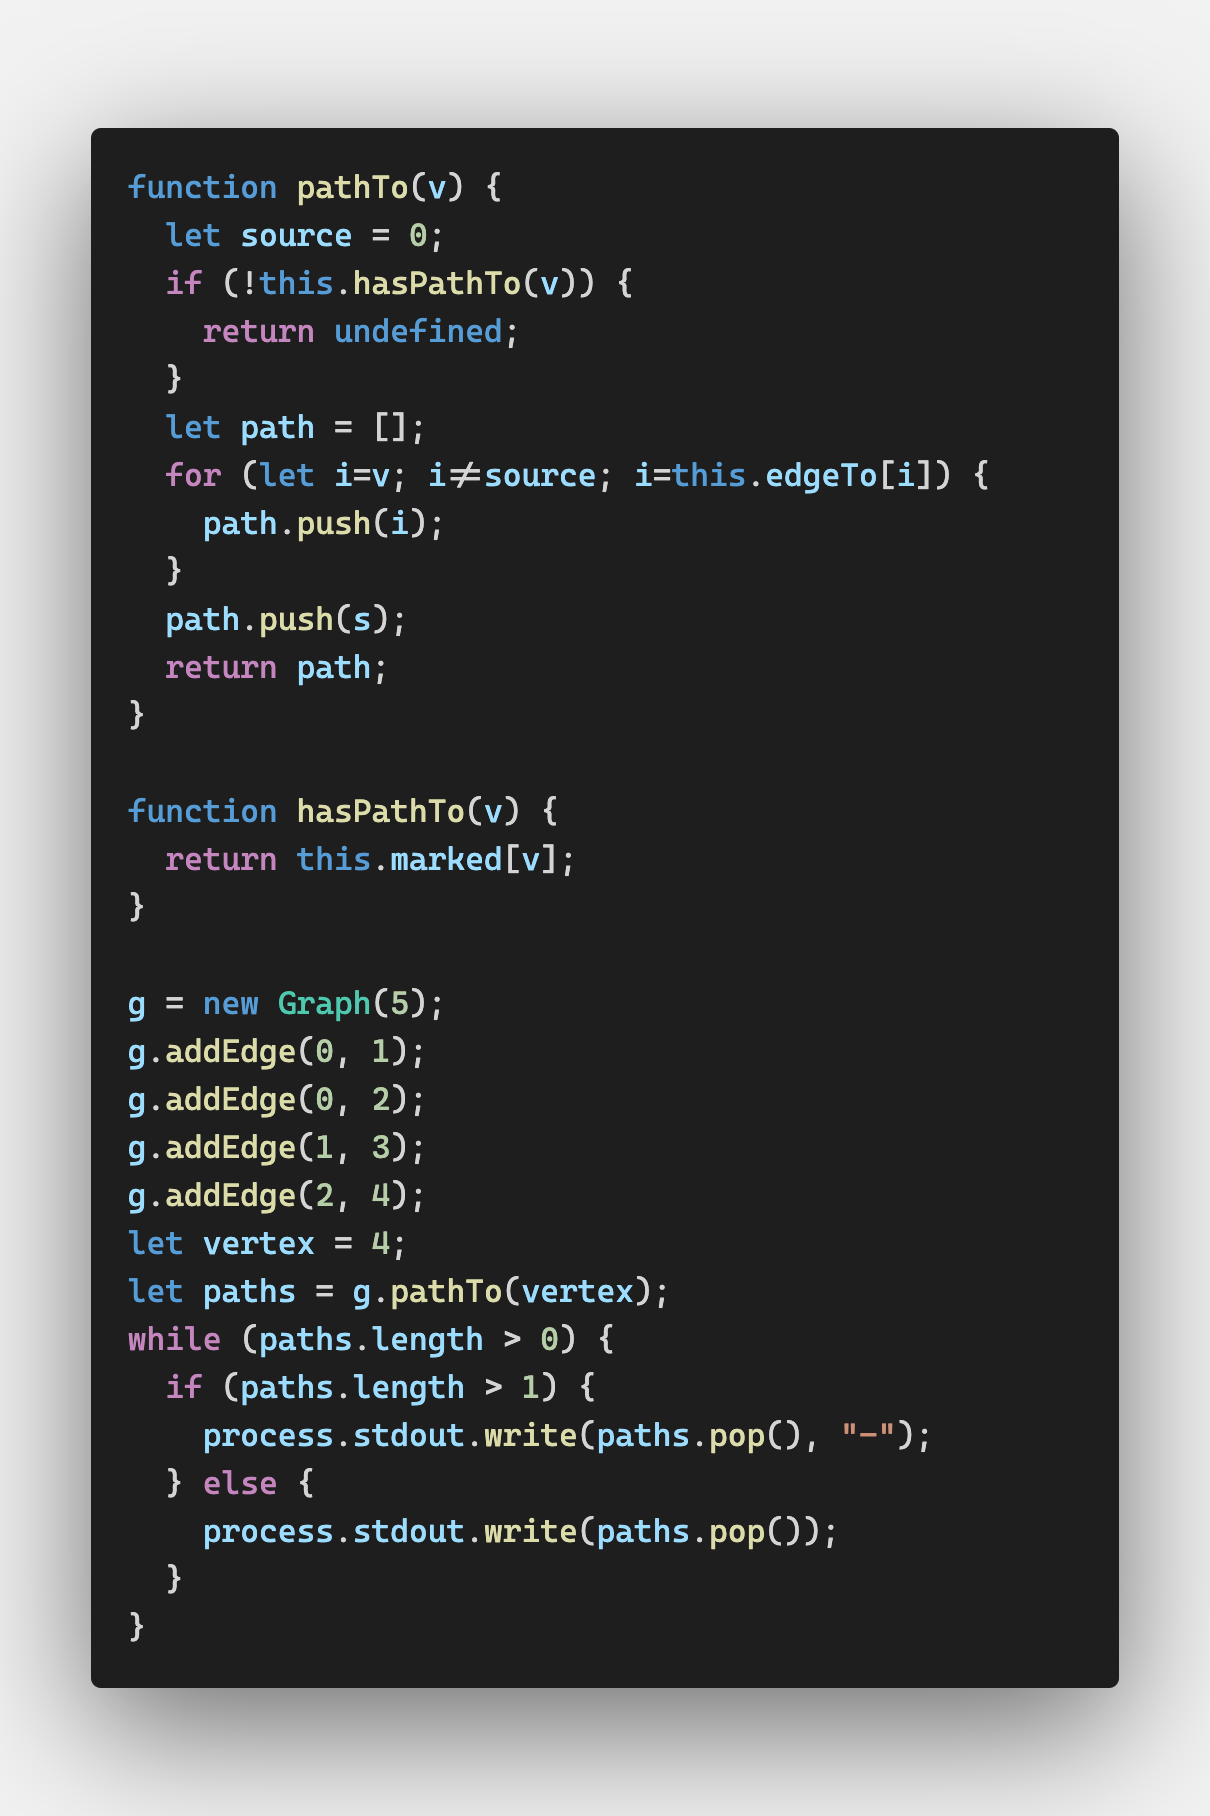 function pathTo(v) {
  let source = 0;
  if (!this.hasPathTo(v)) {
    return undefined;
  }
  let path = [];
  for (let i=v; i!=source; i=this.edgeTo[i]) {
    path.push(i);
  }
  path.push(s);
  return path;
}

function hasPathTo(v) {
  return this.marked[v];
}

g = new Graph(5);
g.addEdge(0, 1);
g.addEdge(0, 2);
g.addEdge(1, 3);
g.addEdge(2, 4);
let vertex = 4;
let paths = g.pathTo(vertex);
while (paths.length > 0) {
  if (paths.length > 1) {
    process.stdout.write(paths.pop(), "-");
  } else {
    process.stdout.write(paths.pop());
  }
}